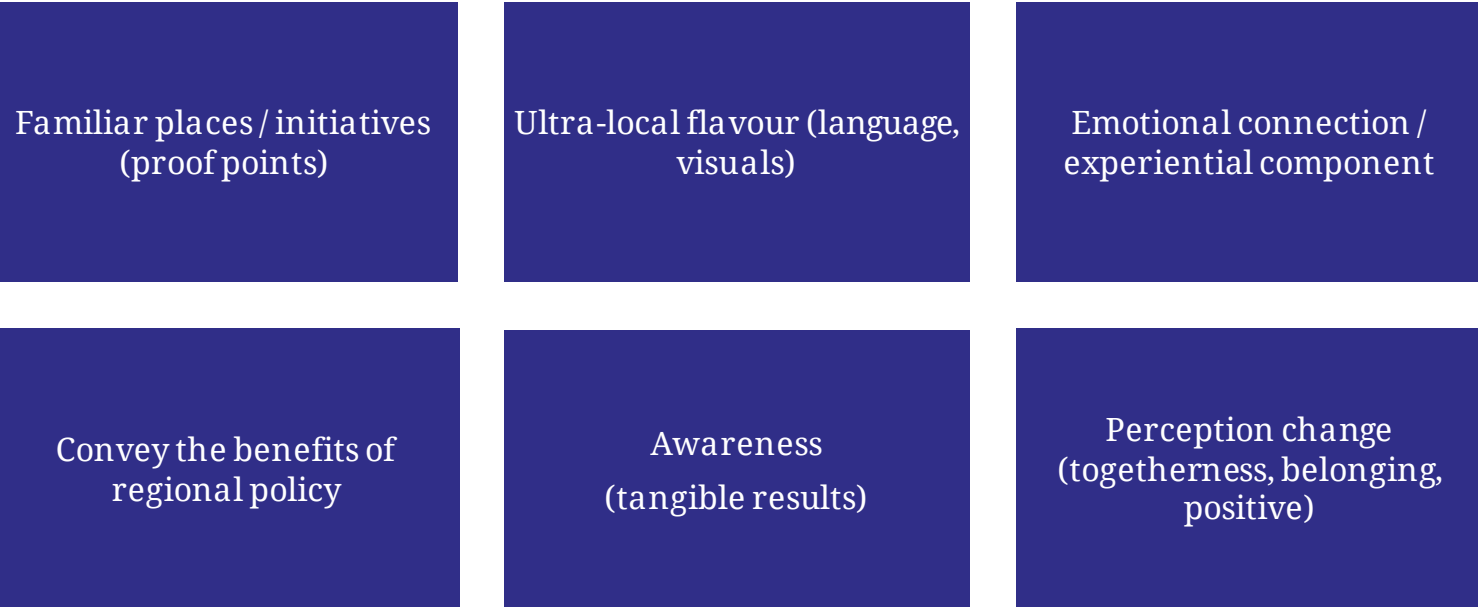 Familiar places / initiatives
(proof points)
Ultra-local flavour (language,
visuals)
Emotional connection /
experiential component
Convey the benefits of
regional policy
Awareness
(tangible results)
Perception change
(togetherness, belonging,
positive)